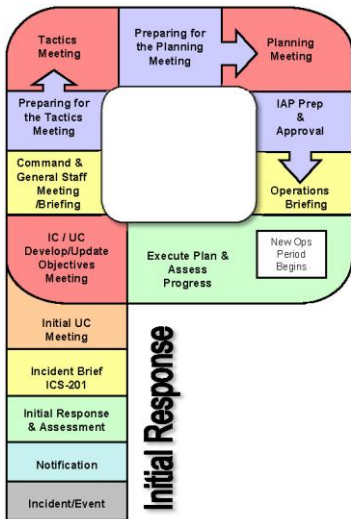 Tactics
Meeting
Preparing for
the Planning
Meeting
Planning
Meeting
Preparing for
the Tactics
Meeting
IAP Prep
&
Approval
Command &
General Staff
Meeting
/Briefing
Operations
Briefing
IC / UC
Develop/Update
Objectives
Meeting
Execute Plan &
Assess
Progress
New Ops
Period
Begins
Initial UC
Meeting
Incident Brief
ICS-201
Initial Response
& Assessment
Notification
Incident/Event
Initial Response